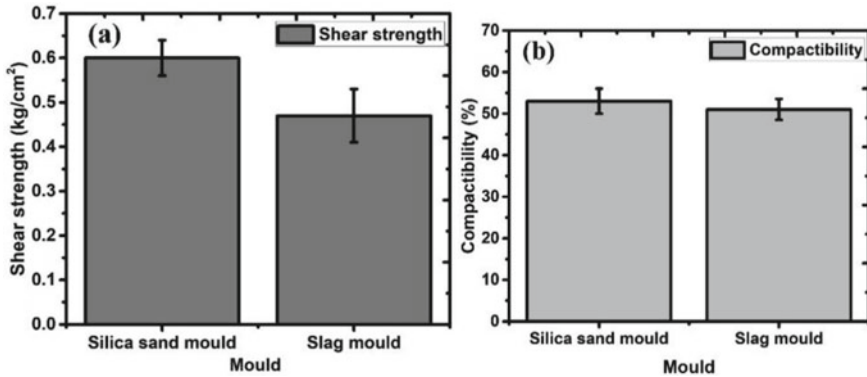 (a)
Shear strength
Shear strength (kg/cm²)
0.7
0.6
0.5
0.4
0.3
0.2
0.1
0.0
Silica sand mould
Slag mould
Mould
(b)
Compactibility
Compactibility (%)
70
60
50
40
30
20
10
0
Silica sand mould
Slag mould
Mould